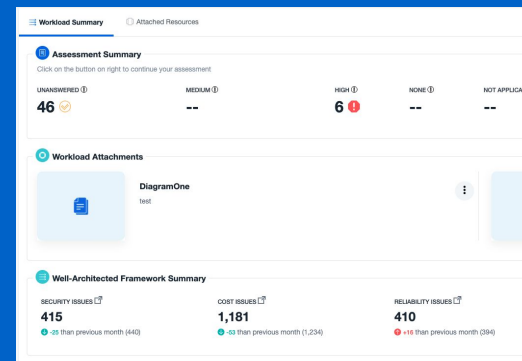 Workload Summary Attached Resources
Assessment Summary
Click on the button on right to continue your assessment
UNANSWERED MEDIUM HIGH NONE NOT APPLICA
46 -- 6 -- --
Workload Attachments
DiagramOne
test
Well-Architected Framework Summary
SECURITY ISSUES COST ISSUES RELIABILITY ISSUES
415 1,181 410
-25 than previous month (440) -53 than previous month (1,234) +16 than previous month (394)